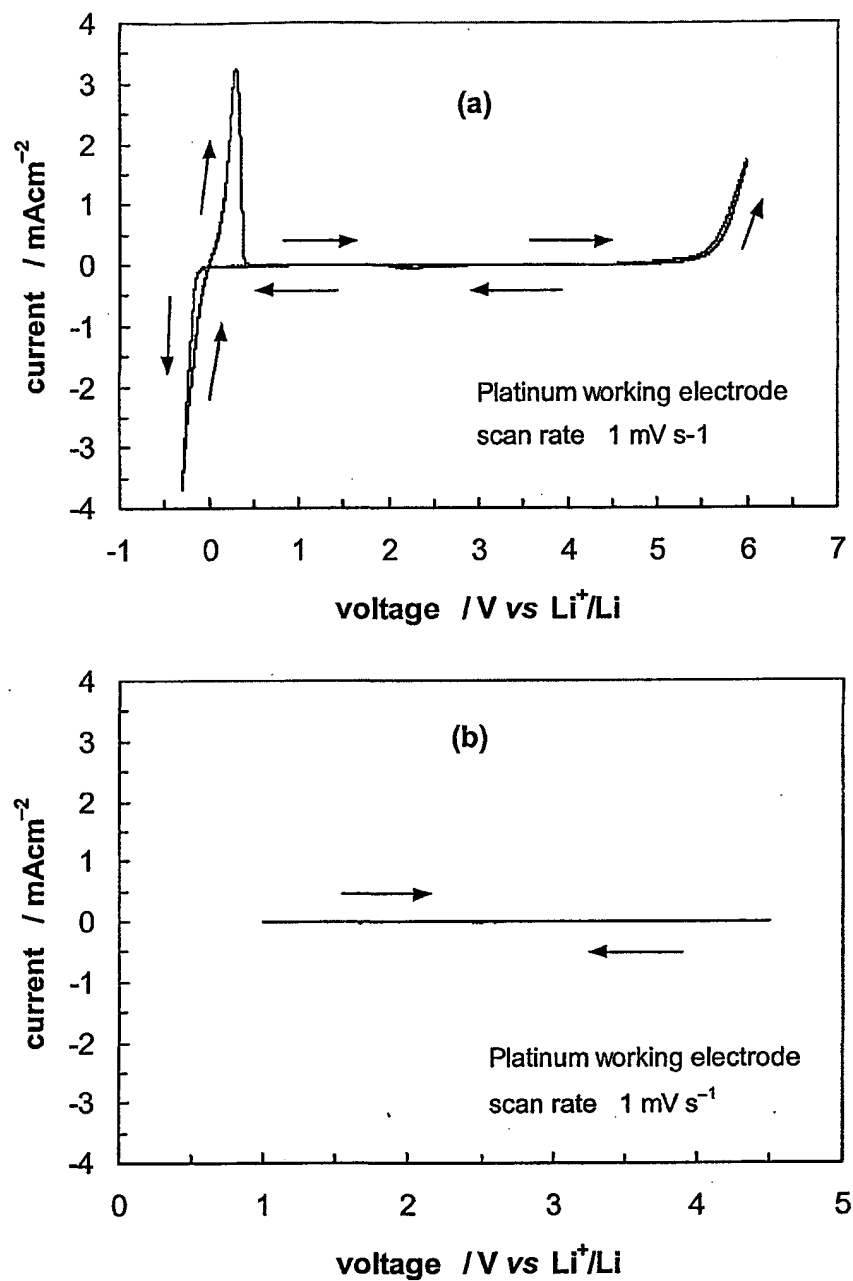 4
3
2
1
0
-1
-2
-3
-4
current / mAcm⁻²
(a)
Platinum working electrode
scan rate 1 mV s-1
-1 0 1 2 3 4 5 6 7
voltage / V vs Li⁺/Li
4
3
2
1
0
-1
-2
-3
-4
current / mAcm⁻²
(b)
Platinum working electrode
scan rate 1 mV s⁻¹
0 1 2 3 4 5
voltage / V vs Li⁺/Li